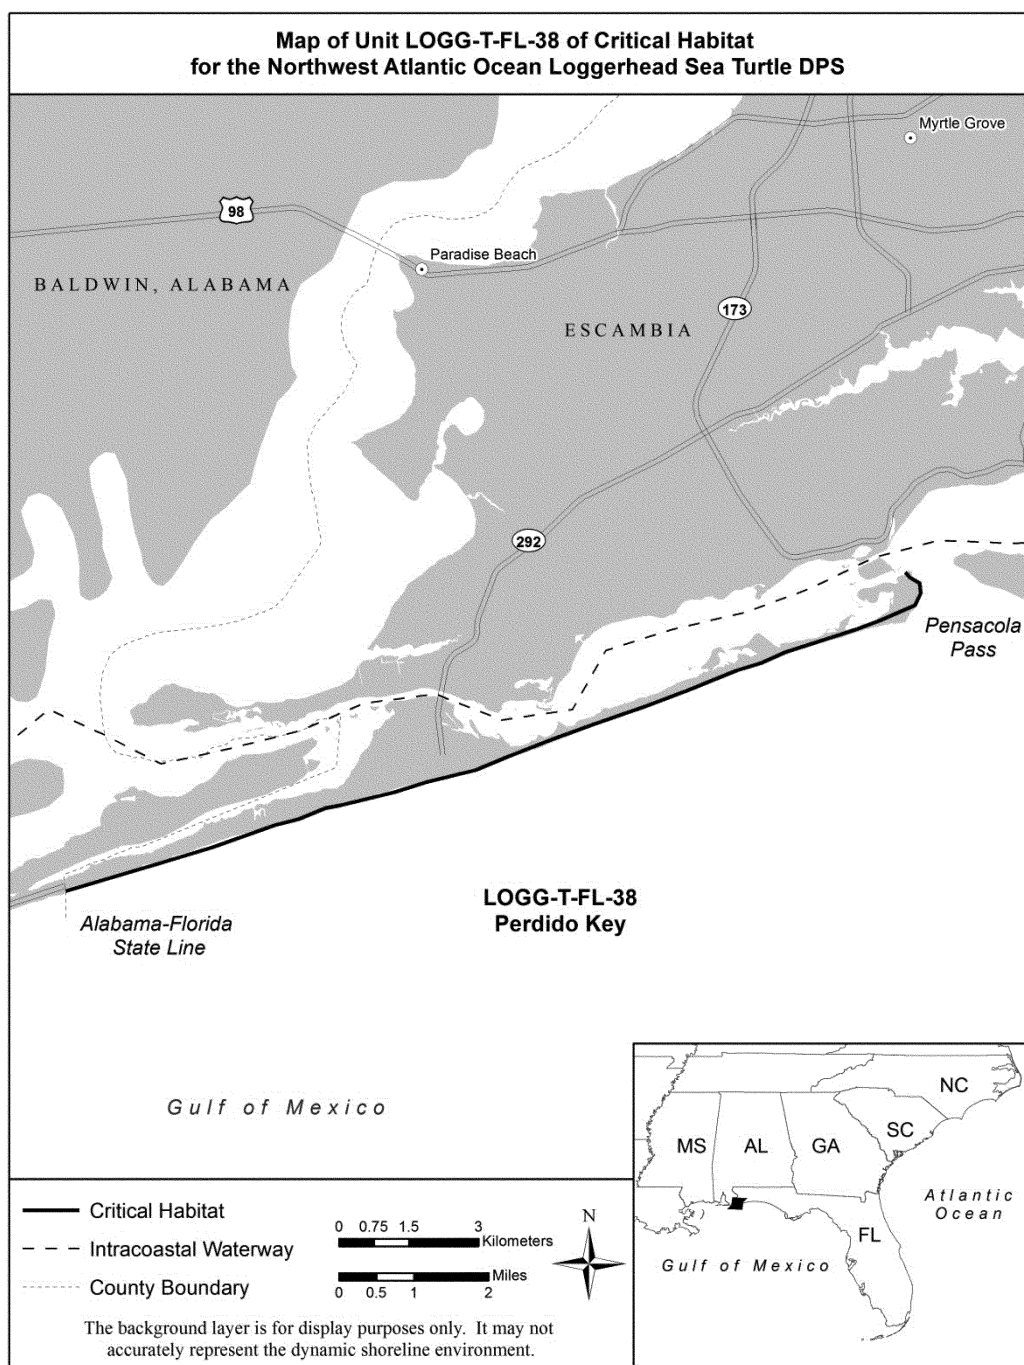 Map of Unit LOGG-T-FL-38 of Critical Habitat
for the Northwest Atlantic Ocean Loggerhead Sea Turtle DPS
Myrtle Grove
98
Paradise Beach
BALDWIN, ALABAMA
173
ESCAMBIA
292
Pensacola
Pass
LOGG-T-FL-38
Perdido Key
Alabama-Florida
State Line
Gulf of Mexico
NC
SC
MS
AL
GA
Atlantic
Ocean
FL
Gulf of Mexico
Critical Habitat
Intracoastal Waterway
County Boundary
0 0.75 1.5 3
Kilometers
Miles
0 0.5 1 2
N
The background layer is for display purposes only. It may not
accurately represent the dynamic shoreline environment.